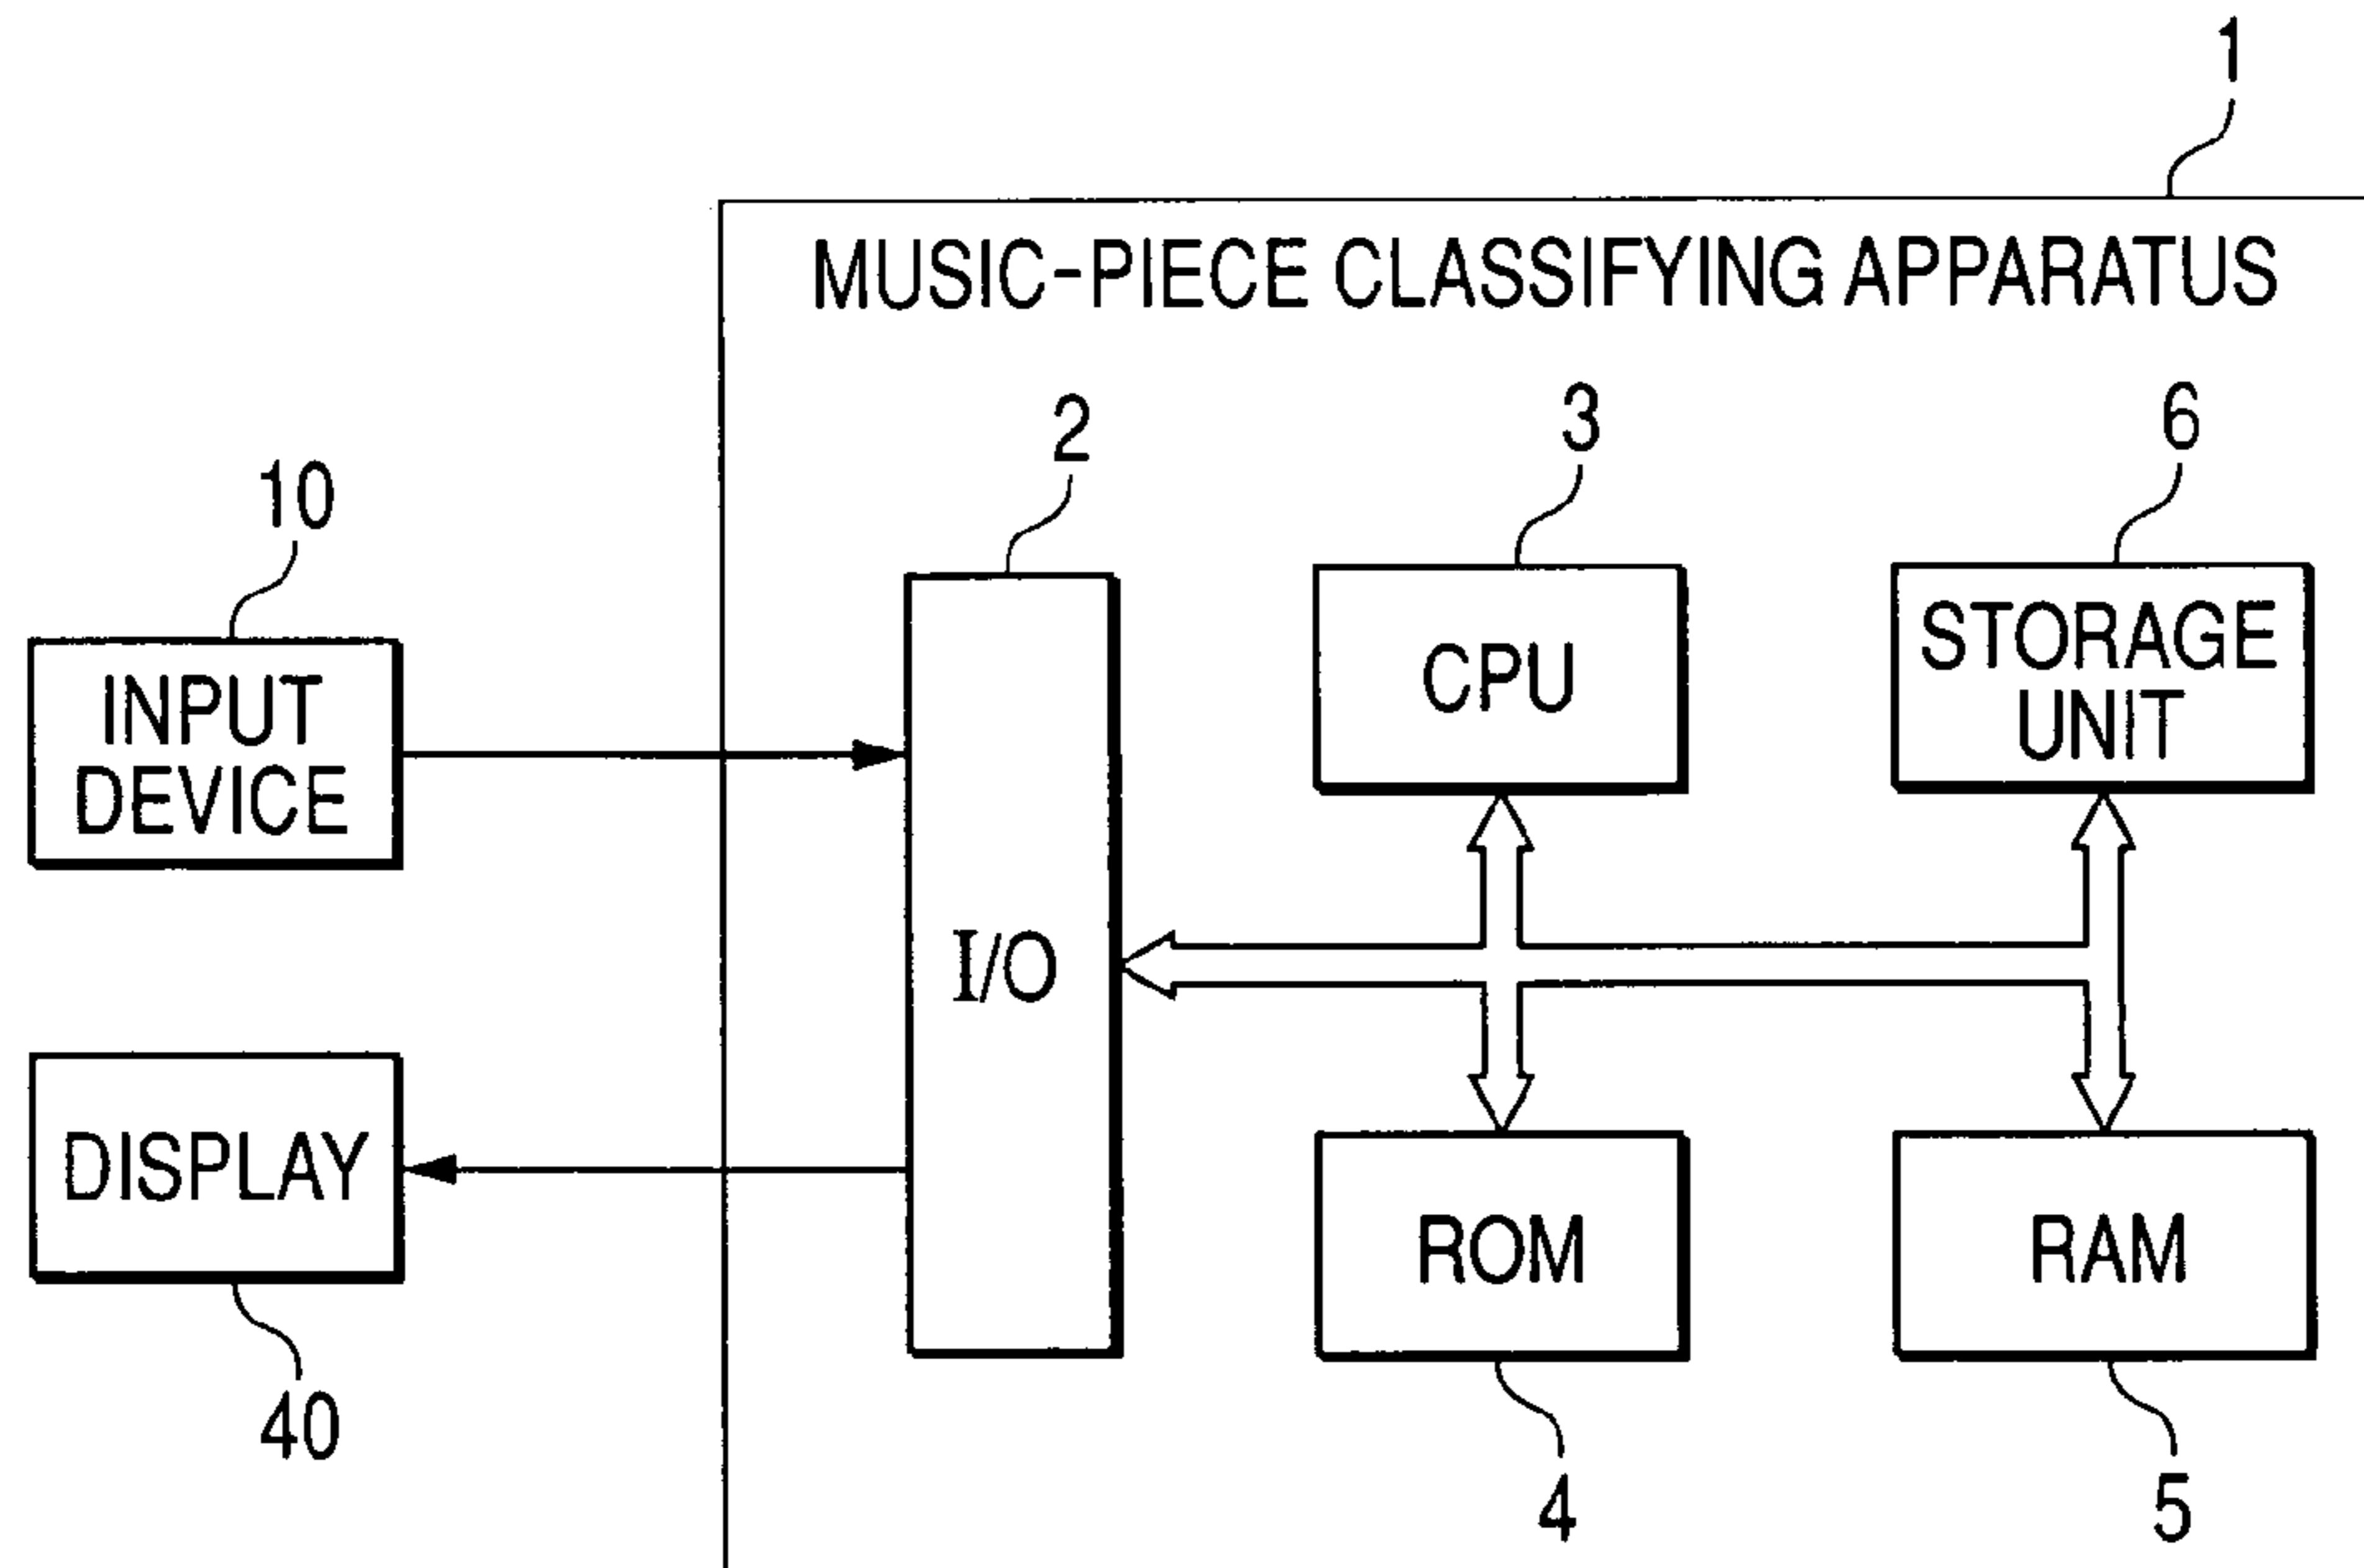 1
MUSIC-PIECE CLASSIFYING APPARATUS
2
3
6
10
INPUT
DEVICE
I/O
CPU
STORAGE
UNIT
DISPLAY
40
ROM
4
RAM
5